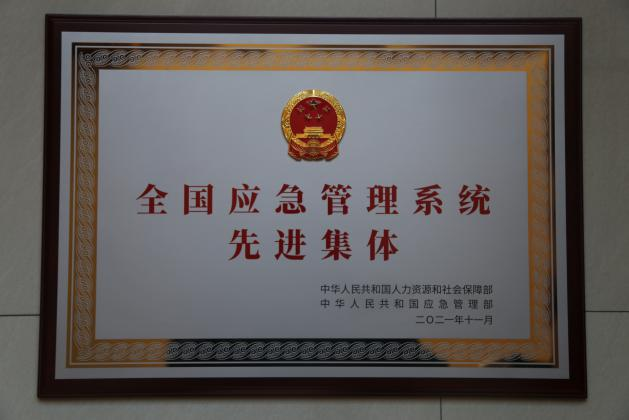 全国应急管理系统
先进集体
中华人民共和国人力资源和社会保障部
中华人民共和国应急管理部
二〇二一年十一月